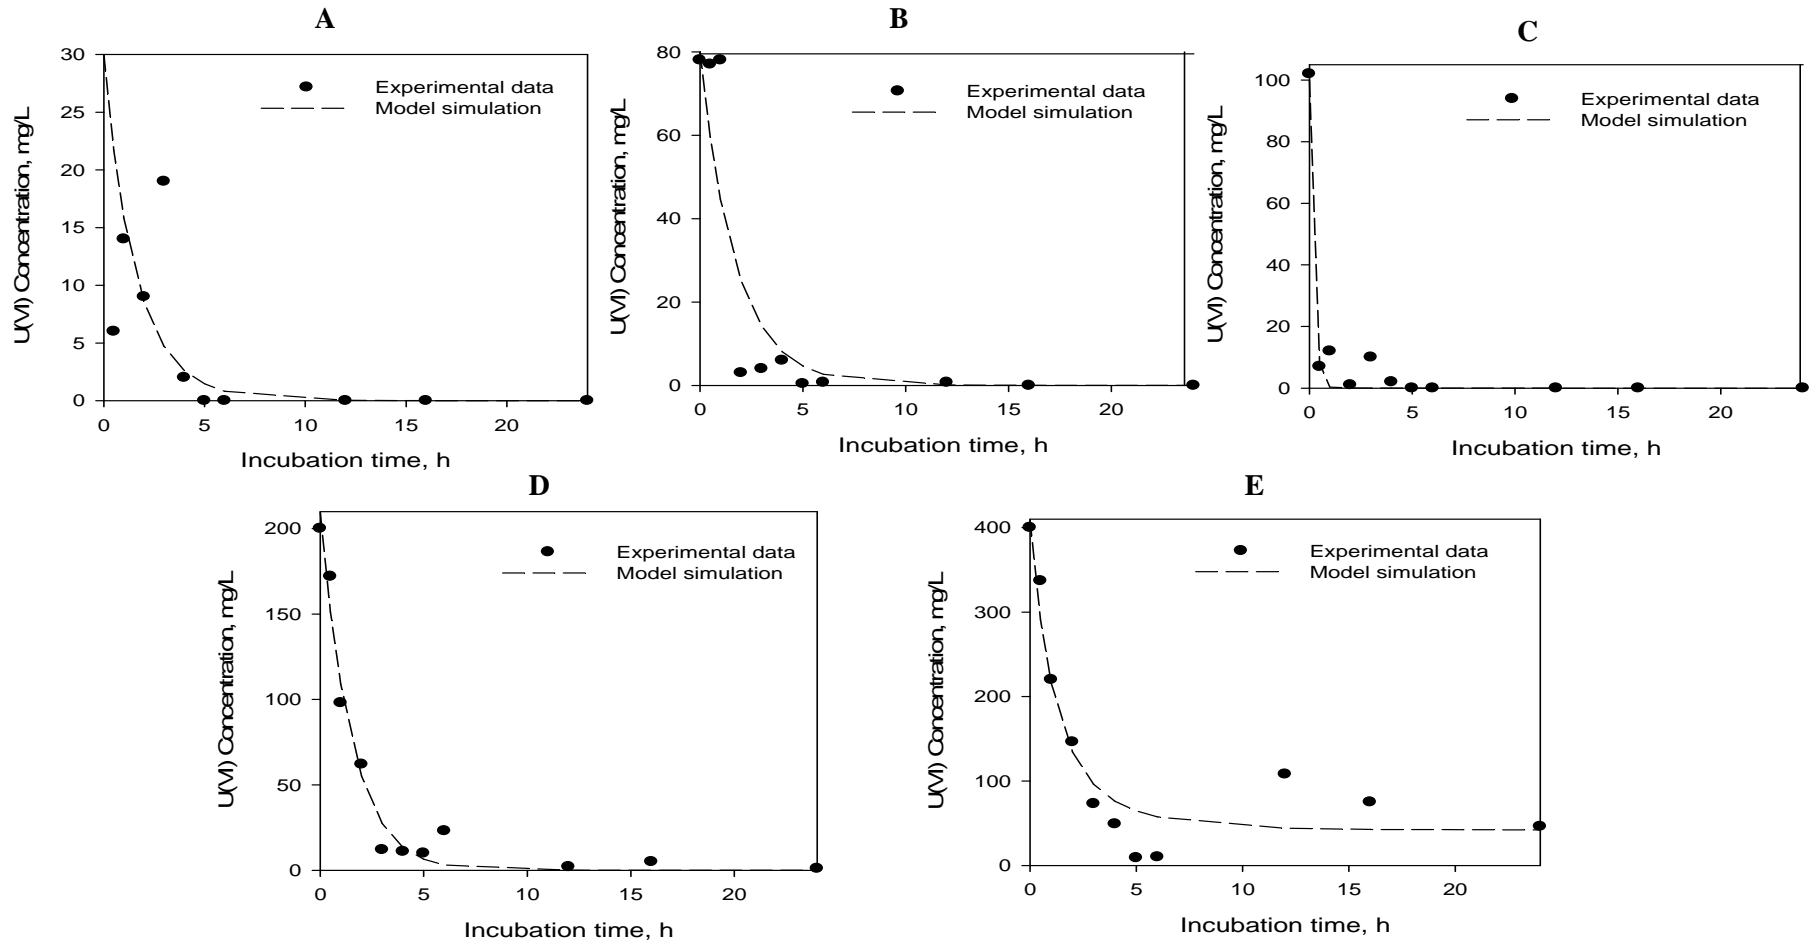 A
30
25
20
15
10
5
0
0 5 10 15 20
U(VI) Concentration, mg/L
Incubation time, h
Experimental data
Model simulation
B
80
60
40
20
0
0 5 10 15 20
U(VI) Concentration, mg/L
Incubation time, h
Experimental data
Model simulation
C
100
80
60
40
20
0
0 5 10 15 20
U(VI) Concentration, mg/L
Incubation time, h
Experimental data
Model simulation
D
200
150
100
50
0
0 5 10 15 20
U(VI) Concentration, mg/L
Incubation time, h
Experimental data
Model simulation
E
400
300
200
100
0
0 5 10 15 20
U(VI) Concentration, mg/L
Incubation time, h
Experimental data
Model simulation